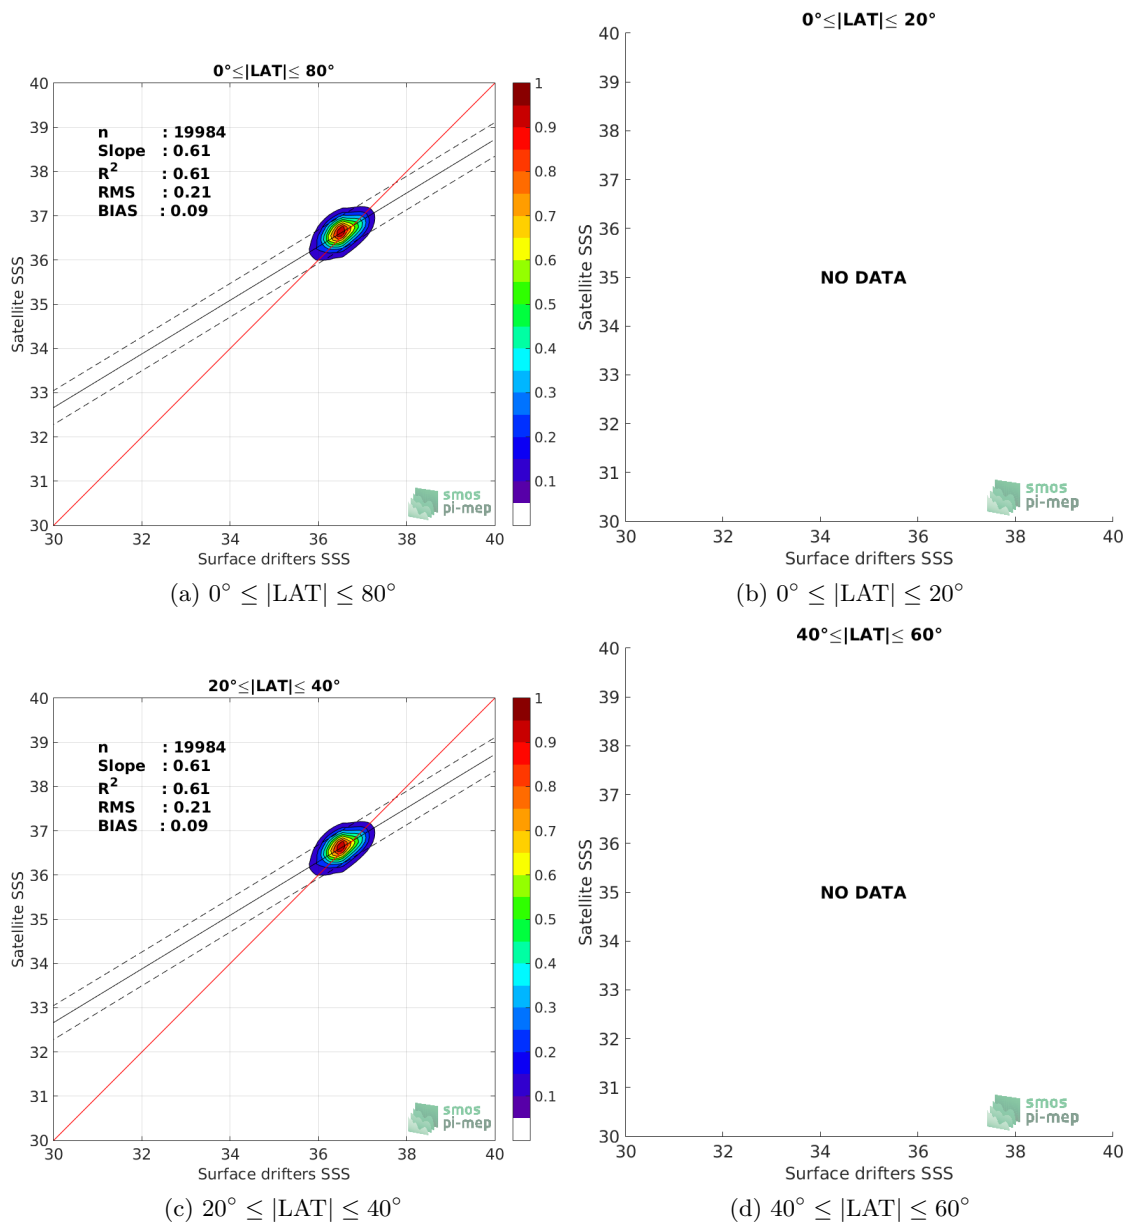 0°≤|LAT|≤ 80°
40
39
38
37
36
35
34
33
32
31
30
Satellite SSS
n : 19984
Slope : 0.61
R² : 0.61
RMS : 0.21
BIAS : 0.09
smos
pi-mep
30 32 34 36 38 40
Surface drifters SSS
1
0.9
0.8
0.7
0.6
0.5
0.4
0.3
0.2
0.1
(a) 0° ≤ |LAT| ≤ 80°
0°≤|LAT|≤ 20°
40
39
38
37
36
35
34
33
32
31
30
Satellite SSS
NO DATA
smos
pi-mep
30 32 34 36 38 40
Surface drifters SSS
(b) 0° ≤ |LAT| ≤ 20°
20°≤|LAT|≤ 40°
40
39
38
37
36
35
34
33
32
31
30
Satellite SSS
n : 19984
Slope : 0.61
R² : 0.61
RMS : 0.21
BIAS : 0.09
smos
pi-mep
30 32 34 36 38 40
Surface drifters SSS
1
0.9
0.8
0.7
0.6
0.5
0.4
0.3
0.2
0.1
(c) 20° ≤ |LAT| ≤ 40°
40°≤|LAT|≤ 60°
40
39
38
37
36
35
34
33
32
31
30
Satellite SSS
NO DATA
smos
pi-mep
30 32 34 36 38 40
Surface drifters SSS
(d) 40° ≤ |LAT| ≤ 60°